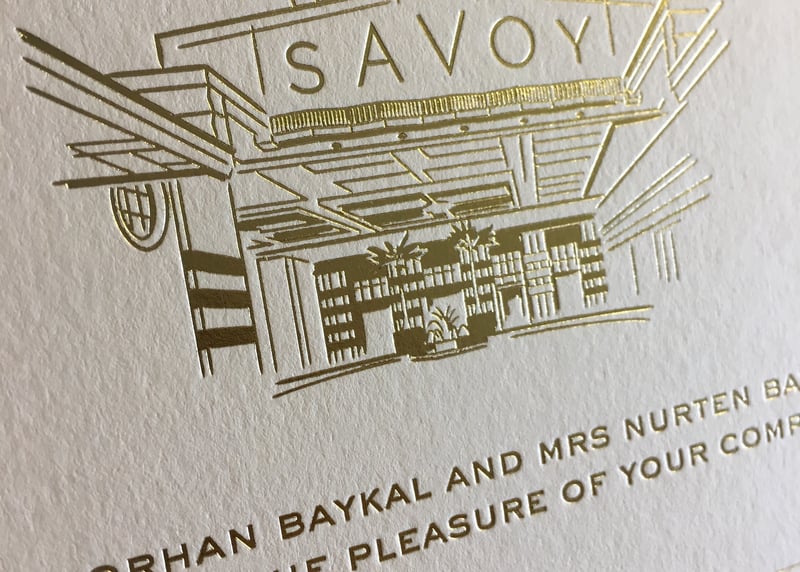 SAVOY
ORHAN BAYKAL AND MRS NURTEN
PLEASURE OF YOUR